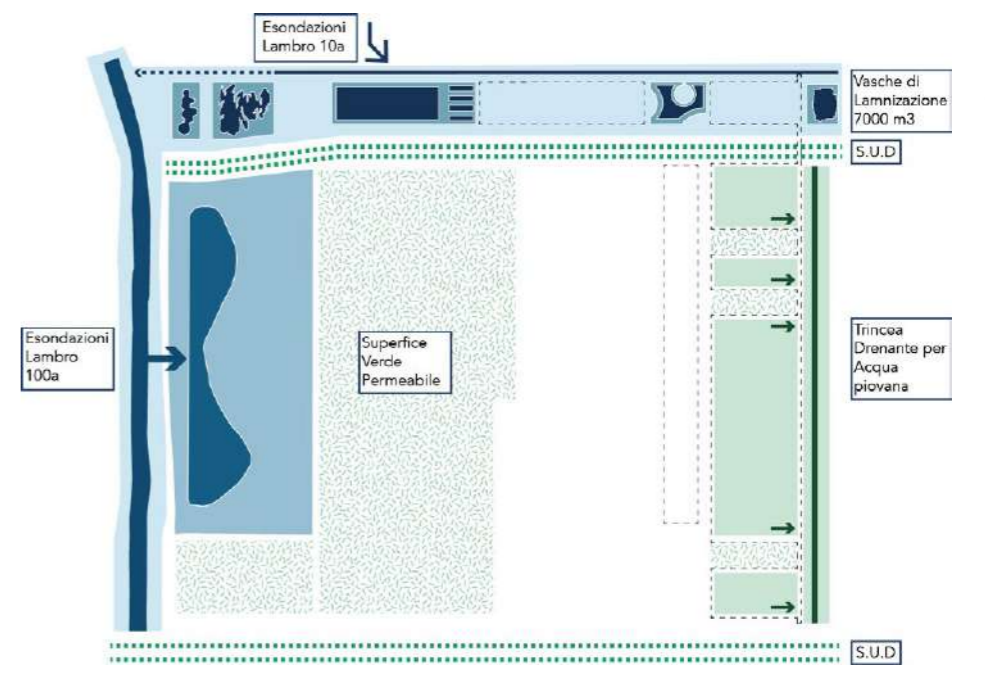 Esondazioni
Lambro 10a
Vasche di
Lamnizazione
7000 m3
S.U.D
Esondazioni
Lambro
100a
Superfice
Verde
Permeabile
Trincea
Drenante per
Acqua
piovana
S.U.D